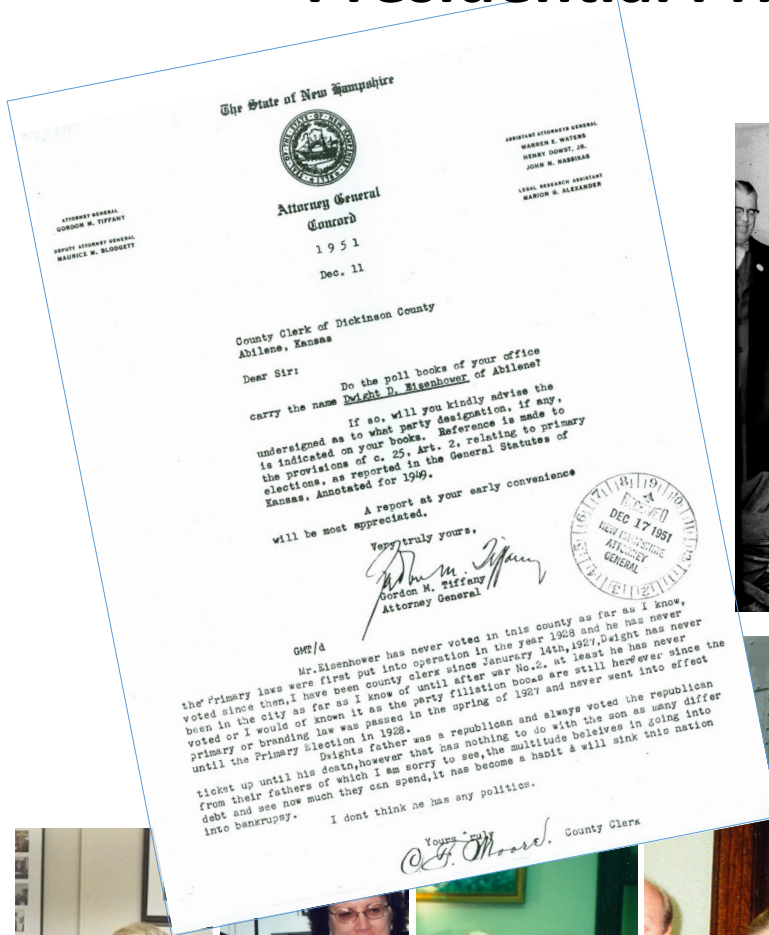 Presidential Pri
The State of New Hampshire
ATTORNEY GENERAL
GORDON M. TIFFANY
DEPUTY ATTORNEY GENERAL
MAURICE M. BLODGETT
ASSISTANT ATTORNEYS GENERAL
WARREN E. WATERS
HENRY DOWST, JR.
JOHN N. NASSIKAS
LEGAL RESEARCH ASSISTANT
MARION G. ALEXANDER
Attorney General
Concord
1951
Dec. 11
County Clerk of Dickinson County
Abilene, Kansas
Dear Sir:
Do the poll books of your office
carry the name Dwight D. Eisenhower of Abilene?
If so, will you kindly advise the
undersigned as to what party designation, if any,
is indicated on your books. Reference is made to
the provisions of c. 25, Art. 2, relating to primary
elections, as reported in the General Statutes of
Kansas, Annotated for 1949.
A report at your early convenience
will be most appreciated.
Very truly yours,
Gordon M. Tiffany
Gordon M. Tiffany
Attorney General
RECEIVED
DEC 17 1951
NEW HAMPSHIRE
ATTORNEY
GENERAL
GMT/d
Mr.Eisenhower has never voted in this county as far as I know,
the Primary laws were first put into operation in the year 1928 and he has never
voted since then,I have been county clerk since Janurary 14th,1927,Dwight has never
been in the city as far as I know of until after war No.2. at least he has never
voted or I would of known it as the party filiation books are still here ever since the
primary or branding law was passed in the spring of 1927 and never went into effect
until the Primary Election in 1928.
Dwights father was a republican and always voted the republican
ticket up until his death,however that has nothing to do with the son as many differ
from their fathers of which I am sorry to see,the multitude beleives in going into
debt and see how much they can spend,it has become a habit & will sink this nation
into bankrupsy.
I dont think he has any politics.
Yours truly
C. F. Moore. County Clerk